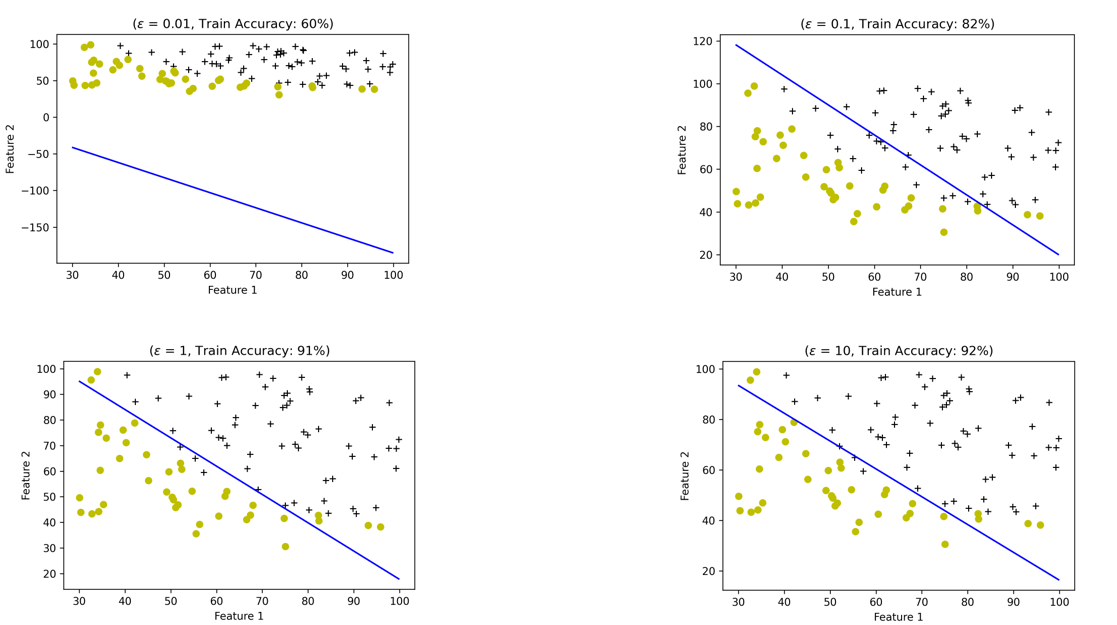 (ε = 0.01, Train Accuracy: 60%)
100
50
0
−50
−100
−150
Feature 2
30 40 50 60 70 80 90 100
Feature 1
(ε = 0.1, Train Accuracy: 82%)
120
100
80
60
40
20
Feature 2
30 40 50 60 70 80 90 100
Feature 1
(ε = 1, Train Accuracy: 91%)
100
90
80
70
60
50
40
30
20
Feature 2
30 40 50 60 70 80 90 100
Feature 1
(ε = 10, Train Accuracy: 92%)
100
80
60
40
20
Feature 2
30 40 50 60 70 80 90 100
Feature 1